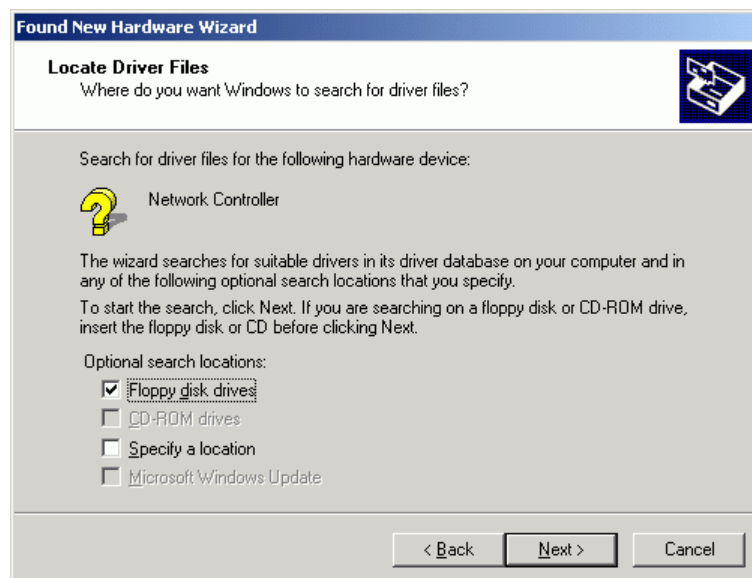 Found New Hardware Wizard
Locate Driver Files
Where do you want Windows to search for driver files?
Search for driver files for the following hardware device:
Network Controller
The wizard searches for suitable drivers in its driver database on your computer and in
any of the following optional search locations that you specify.
To start the search, click Next. If you are searching on a floppy disk or CD-ROM drive,
insert the floppy disk or CD before clicking Next.
Optional search locations:
Floppy disk drives
CD-ROM drives
Specify a location
Microsoft Windows Update
< Back Next > Cancel